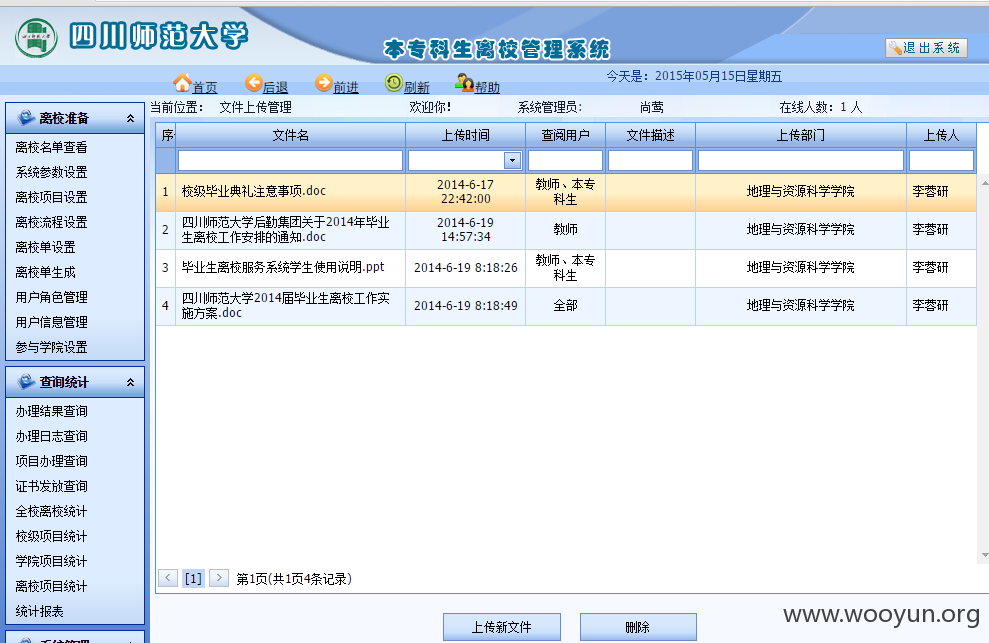 四川师范大学
本专科生离校管理系统
退出系统
首页 后退 前进 刷新 帮助 今天是：2015年05月15日星期五
当前位置： 文件上传管理 欢迎你! 系统管理员: 尚莺 在线人数：1 人
离校准备
离校名单查看
系统参数设置
离校项目设置
离校流程设置
离校单设置
离校单生成
用户角色管理
用户信息管理
参与学院设置
查询统计
办理结果查询
办理日志查询
项目办理查询
证书发放查询
全校离校统计
校级项目统计
学院项目统计
离校项目统计
统计报表
系统管理
序 文件名 上传时间 查阅用户 文件描述 上传部门 上传人
1 校级毕业典礼注意事项.doc 2014-6-17 22:42:00 教师、本专科生 地理与资源科学学院 李蓉研
2 四川师范大学后勤集团关于2014年毕业生离校工作安排的通知.doc 2014-6-19 14:57:34 教师 地理与资源科学学院 李蓉研
3 毕业生离校服务系统学生使用说明.ppt 2014-6-19 8:18:26 教师、本专科生 地理与资源科学学院 李蓉研
4 四川师范大学2014届毕业生离校工作实施方案.doc 2014-6-19 8:18:49 全部 地理与资源科学学院 李蓉研
[1] 第1页(共1页4条记录)
上传新文件 删除
www.wooyun.org